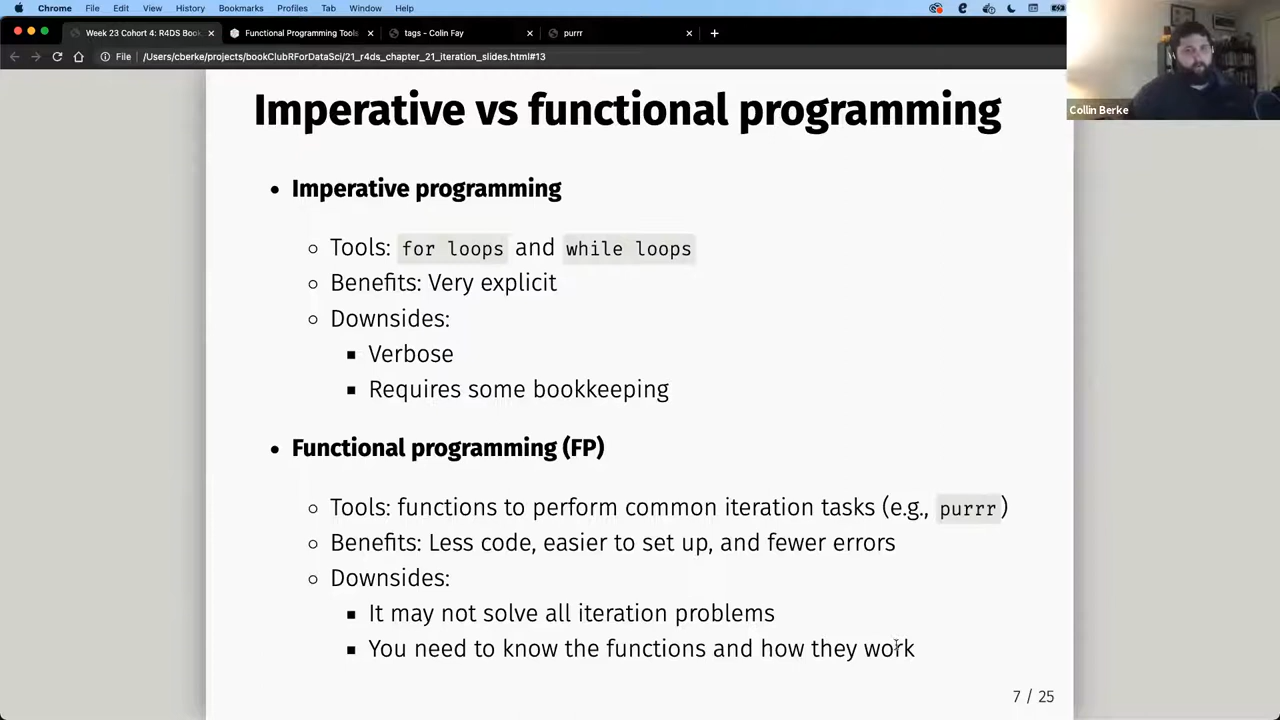 Chrome File Edit View History Bookmarks Profiles Tab Window Help
Week 23 Cohort 4: R4DS Boo Functional Programming Tools tags - Colin Fay purrr
File /Users/cberke/projects/bookClubRForDataSci/21_r4ds_chapter_21_iteration_slides.html#13
Collin Berke
Imperative vs functional programming
• Imperative programming
Tools: for loops and while loops
Benefits: Very explicit
Downsides:
Verbose
Requires some bookkeeping
• Functional programming (FP)
Tools: functions to perform common iteration tasks (e.g., purrr)
Benefits: Less code, easier to set up, and fewer errors
Downsides:
It may not solve all iteration problems
You need to know the functions and how they work
7 / 25